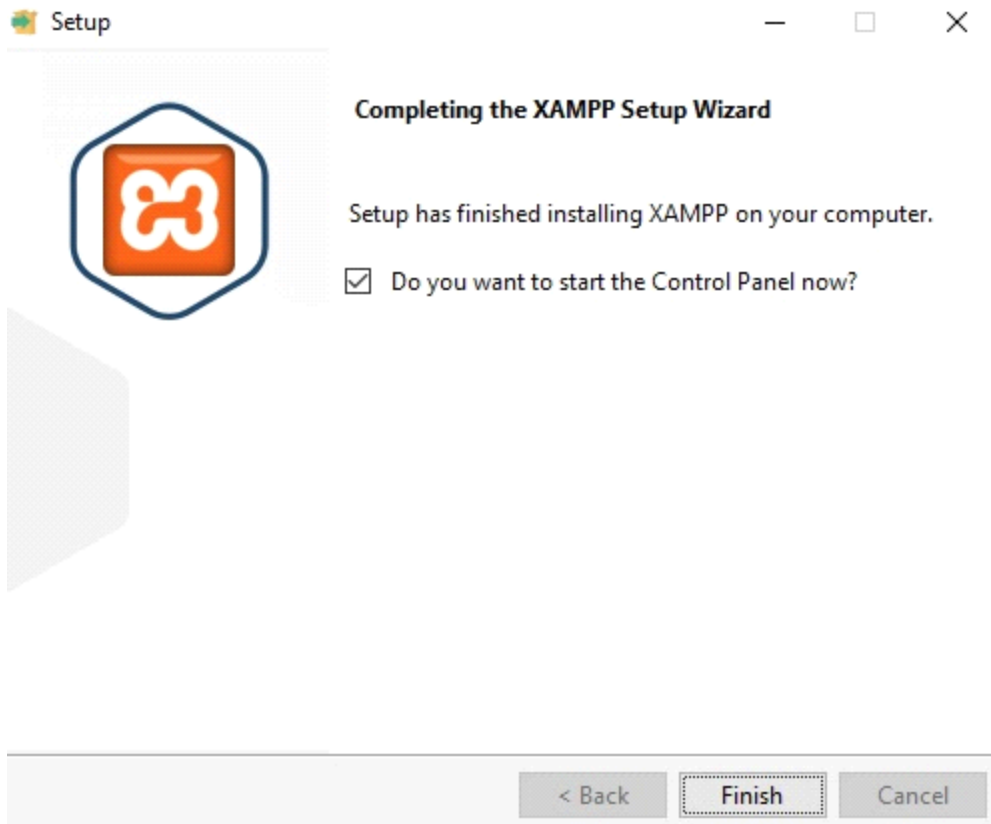 Setup
Completing the XAMPP Setup Wizard
Setup has finished installing XAMPP on your computer.
Do you want to start the Control Panel now?
< Back
Finish
Cancel